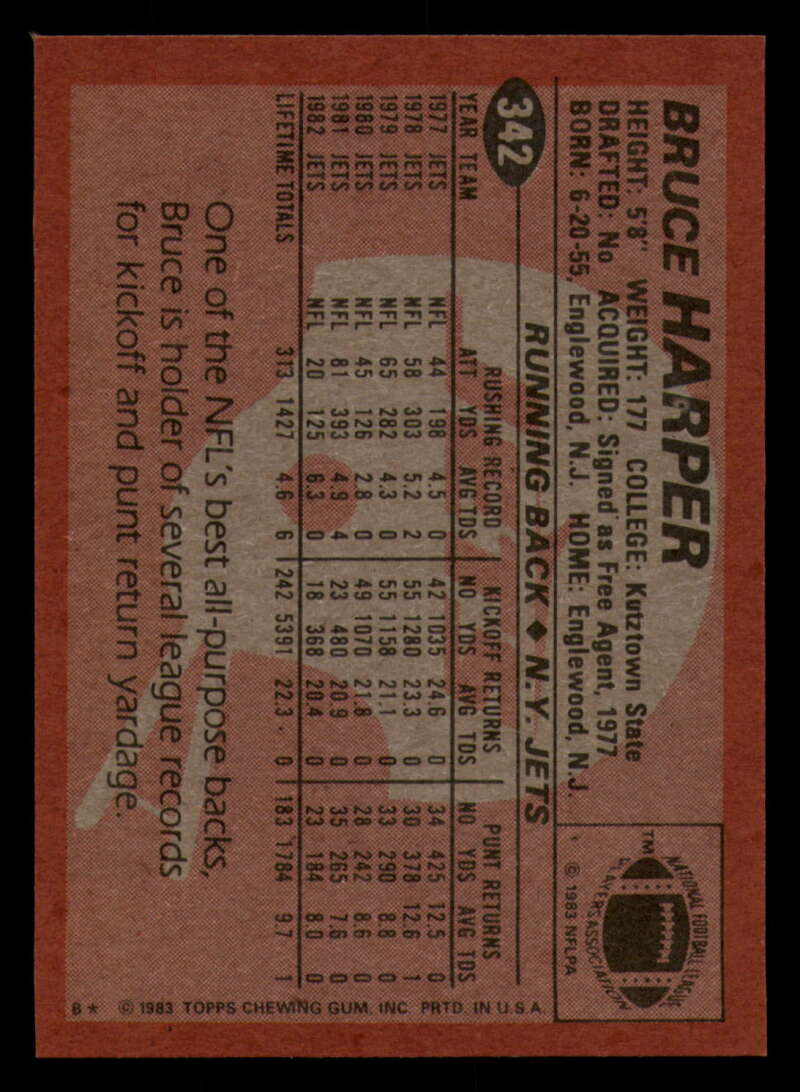 BRUCE HARPER
HEIGHT: 5'8" WEIGHT: 177 COLLEGE: Kutztown State
DRAFTED: No ACQUIRED: Signed as Free Agent, 1977
BORN: 6-20-55, Englewood, N.J. HOME: Englewood, N.J.
NATIONAL FOOTBALL LEAGUE
PLAYERS ASSOCIATION
TM
© 1983 NFLPA
342
RUNNING BACK ♦ N.Y. JETS
RUSHING RECORD KICKOFF RETURNS PUNT RETURNS
YEAR TEAM ATT YDS AVG TDS NO YDS AVG TDS NO YDS AVG TDS
1977 JETS NFL 44 198 4.5 0 42 1035 24.6 0 34 425 12.5 0
1978 JETS NFL 58 303 5.2 2 55 1280 23.3 0 30 378 12.6 1
1979 JETS NFL 65 282 4.3 0 55 1158 21.1 0 33 290 8.8 0
1980 JETS NFL 45 126 2.8 0 49 1070 21.8 0 28 242 8.6 0
1981 JETS NFL 81 393 4.9 4 23 480 20.9 0 35 265 7.6 0
1982 JETS NFL 20 125 6.3 0 18 368 20.4 0 23 184 8.0 0
LIFETIME TOTALS 313 1427 4.6 6 242 5391 22.3 0 183 1784 9.7 1
One of the NFL's best all-purpose backs,
Bruce is holder of several league records
for kickoff and punt return yardage.
B* © 1983 TOPPS CHEWING GUM, INC. PRTD. IN U.S.A.